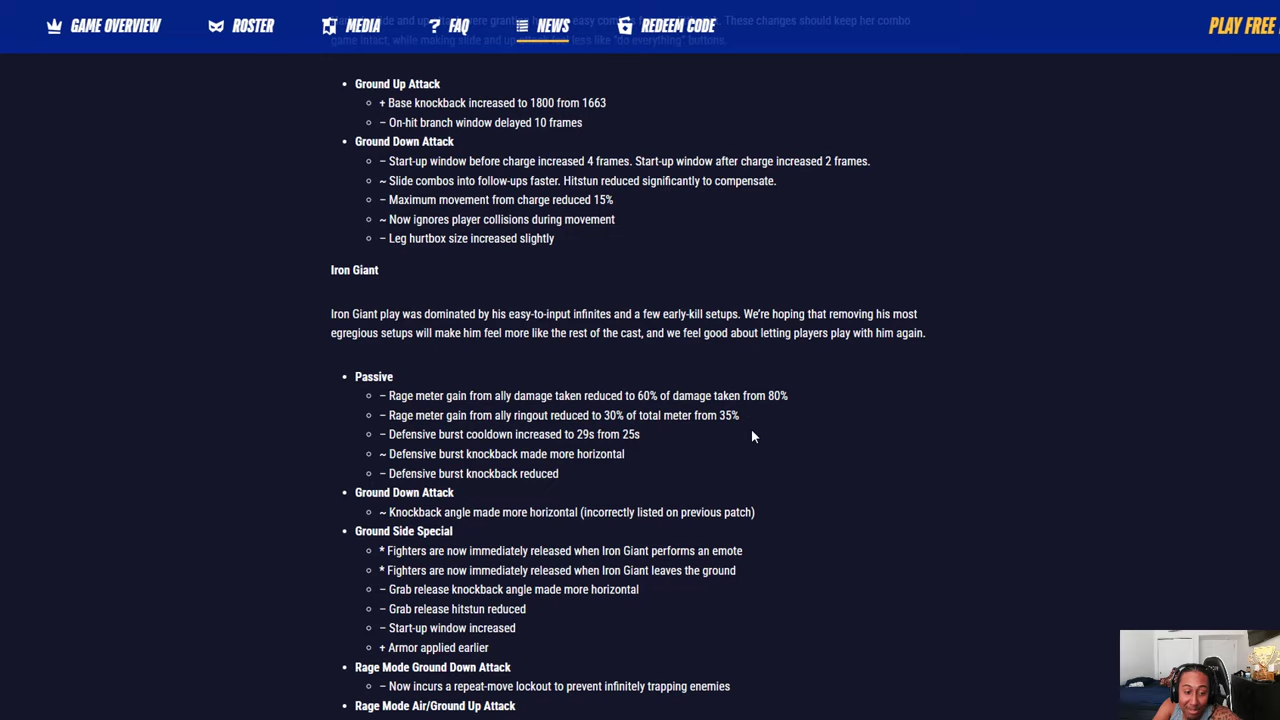 GAME OVERVIEW ROSTER MEDIA ? FAQ NEWS REDEEM CODE PLAY FREE
These changes should keep her combo
• Ground Up Attack
+ Base knockback increased to 1800 from 1663
– On-hit branch window delayed 10 frames
• Ground Down Attack
– Start-up window before charge increased 4 frames. Start-up window after charge increased 2 frames.
~ Slide combos into follow-ups faster. Hitstun reduced significantly to compensate.
– Maximum movement from charge reduced 15%
~ Now ignores player collisions during movement
– Leg hurtbox size increased slightly
Iron Giant
Iron Giant play was dominated by his easy-to-input infinites and a few early-kill setups. We're hoping that removing his most
egregious setups will make him feel more like the rest of the cast, and we feel good about letting players play with him again.
• Passive
– Rage meter gain from ally damage taken reduced to 60% of damage taken from 80%
– Rage meter gain from ally ringout reduced to 30% of total meter from 35%
– Defensive burst cooldown increased to 29s from 25s
~ Defensive burst knockback made more horizontal
– Defensive burst knockback reduced
• Ground Down Attack
~ Knockback angle made more horizontal (incorrectly listed on previous patch)
• Ground Side Special
* Fighters are now immediately released when Iron Giant performs an emote
* Fighters are now immediately released when Iron Giant leaves the ground
– Grab release knockback angle made more horizontal
– Grab release hitstun reduced
– Start-up window increased
+ Armor applied earlier
• Rage Mode Ground Down Attack
– Now incurs a repeat-move lockout to prevent infinitely trapping enemies
• Rage Mode Air/Ground Up Attack